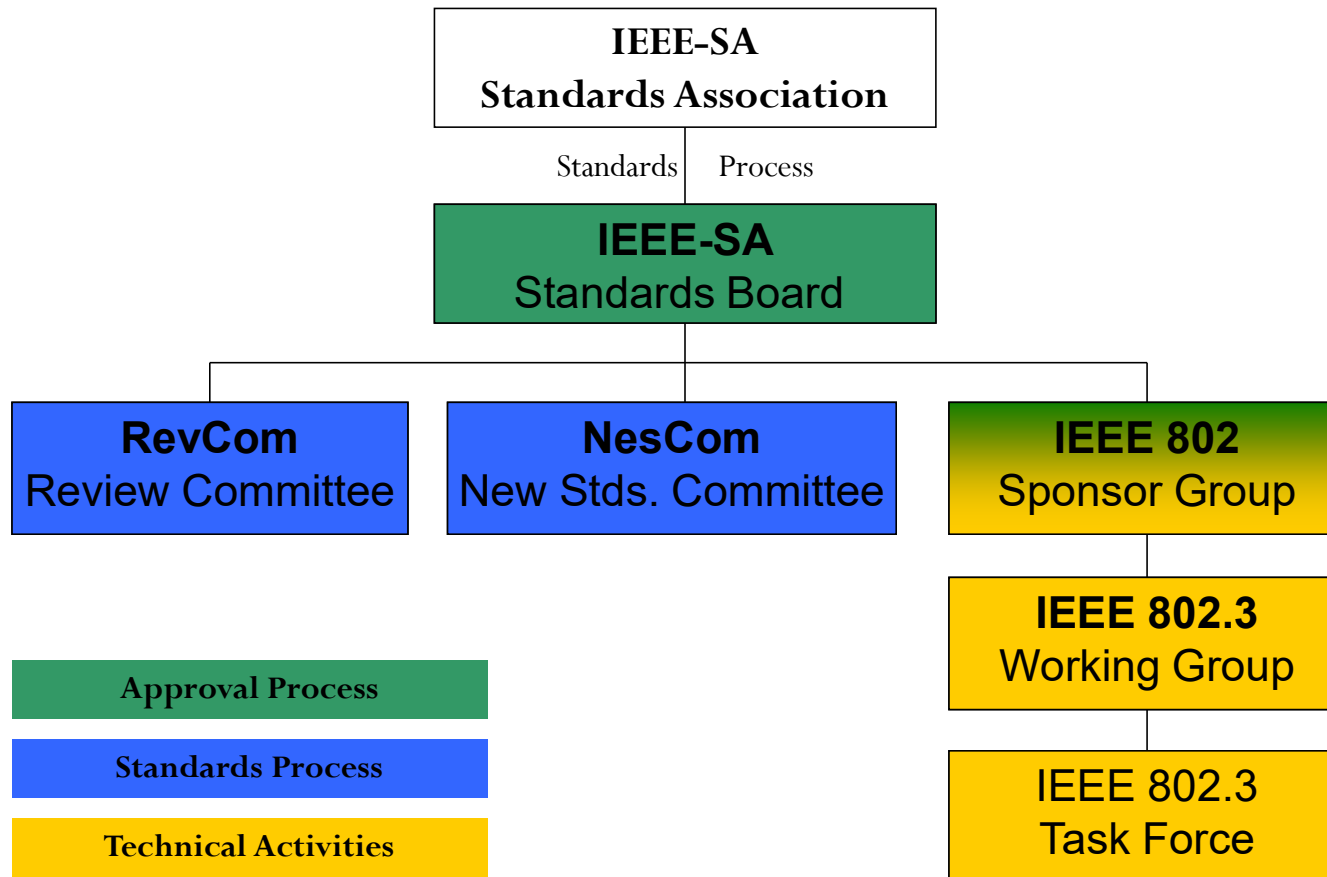 IEEE-SA
Standards Association
Standards Process
IEEE-SA
Standards Board
RevCom
Review Committee
NesCom
New Stds. Committee
IEEE 802
Sponsor Group
IEEE 802.3
Working Group
IEEE 802.3
Task Force
Approval Process
Standards Process
Technical Activities